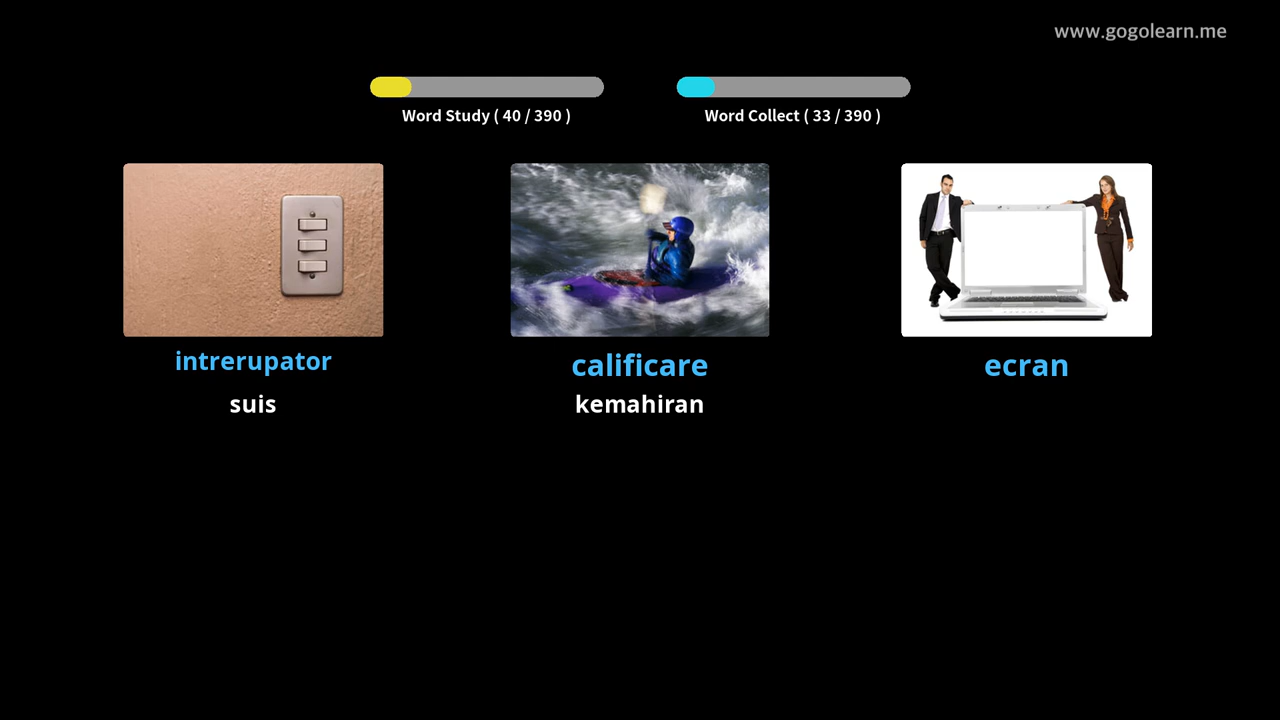 www.gogolearn.me
Word Study ( 40 / 390 )
Word Collect ( 33 / 390 )
intrerupator
suis
calificare
kemahiran
ecran